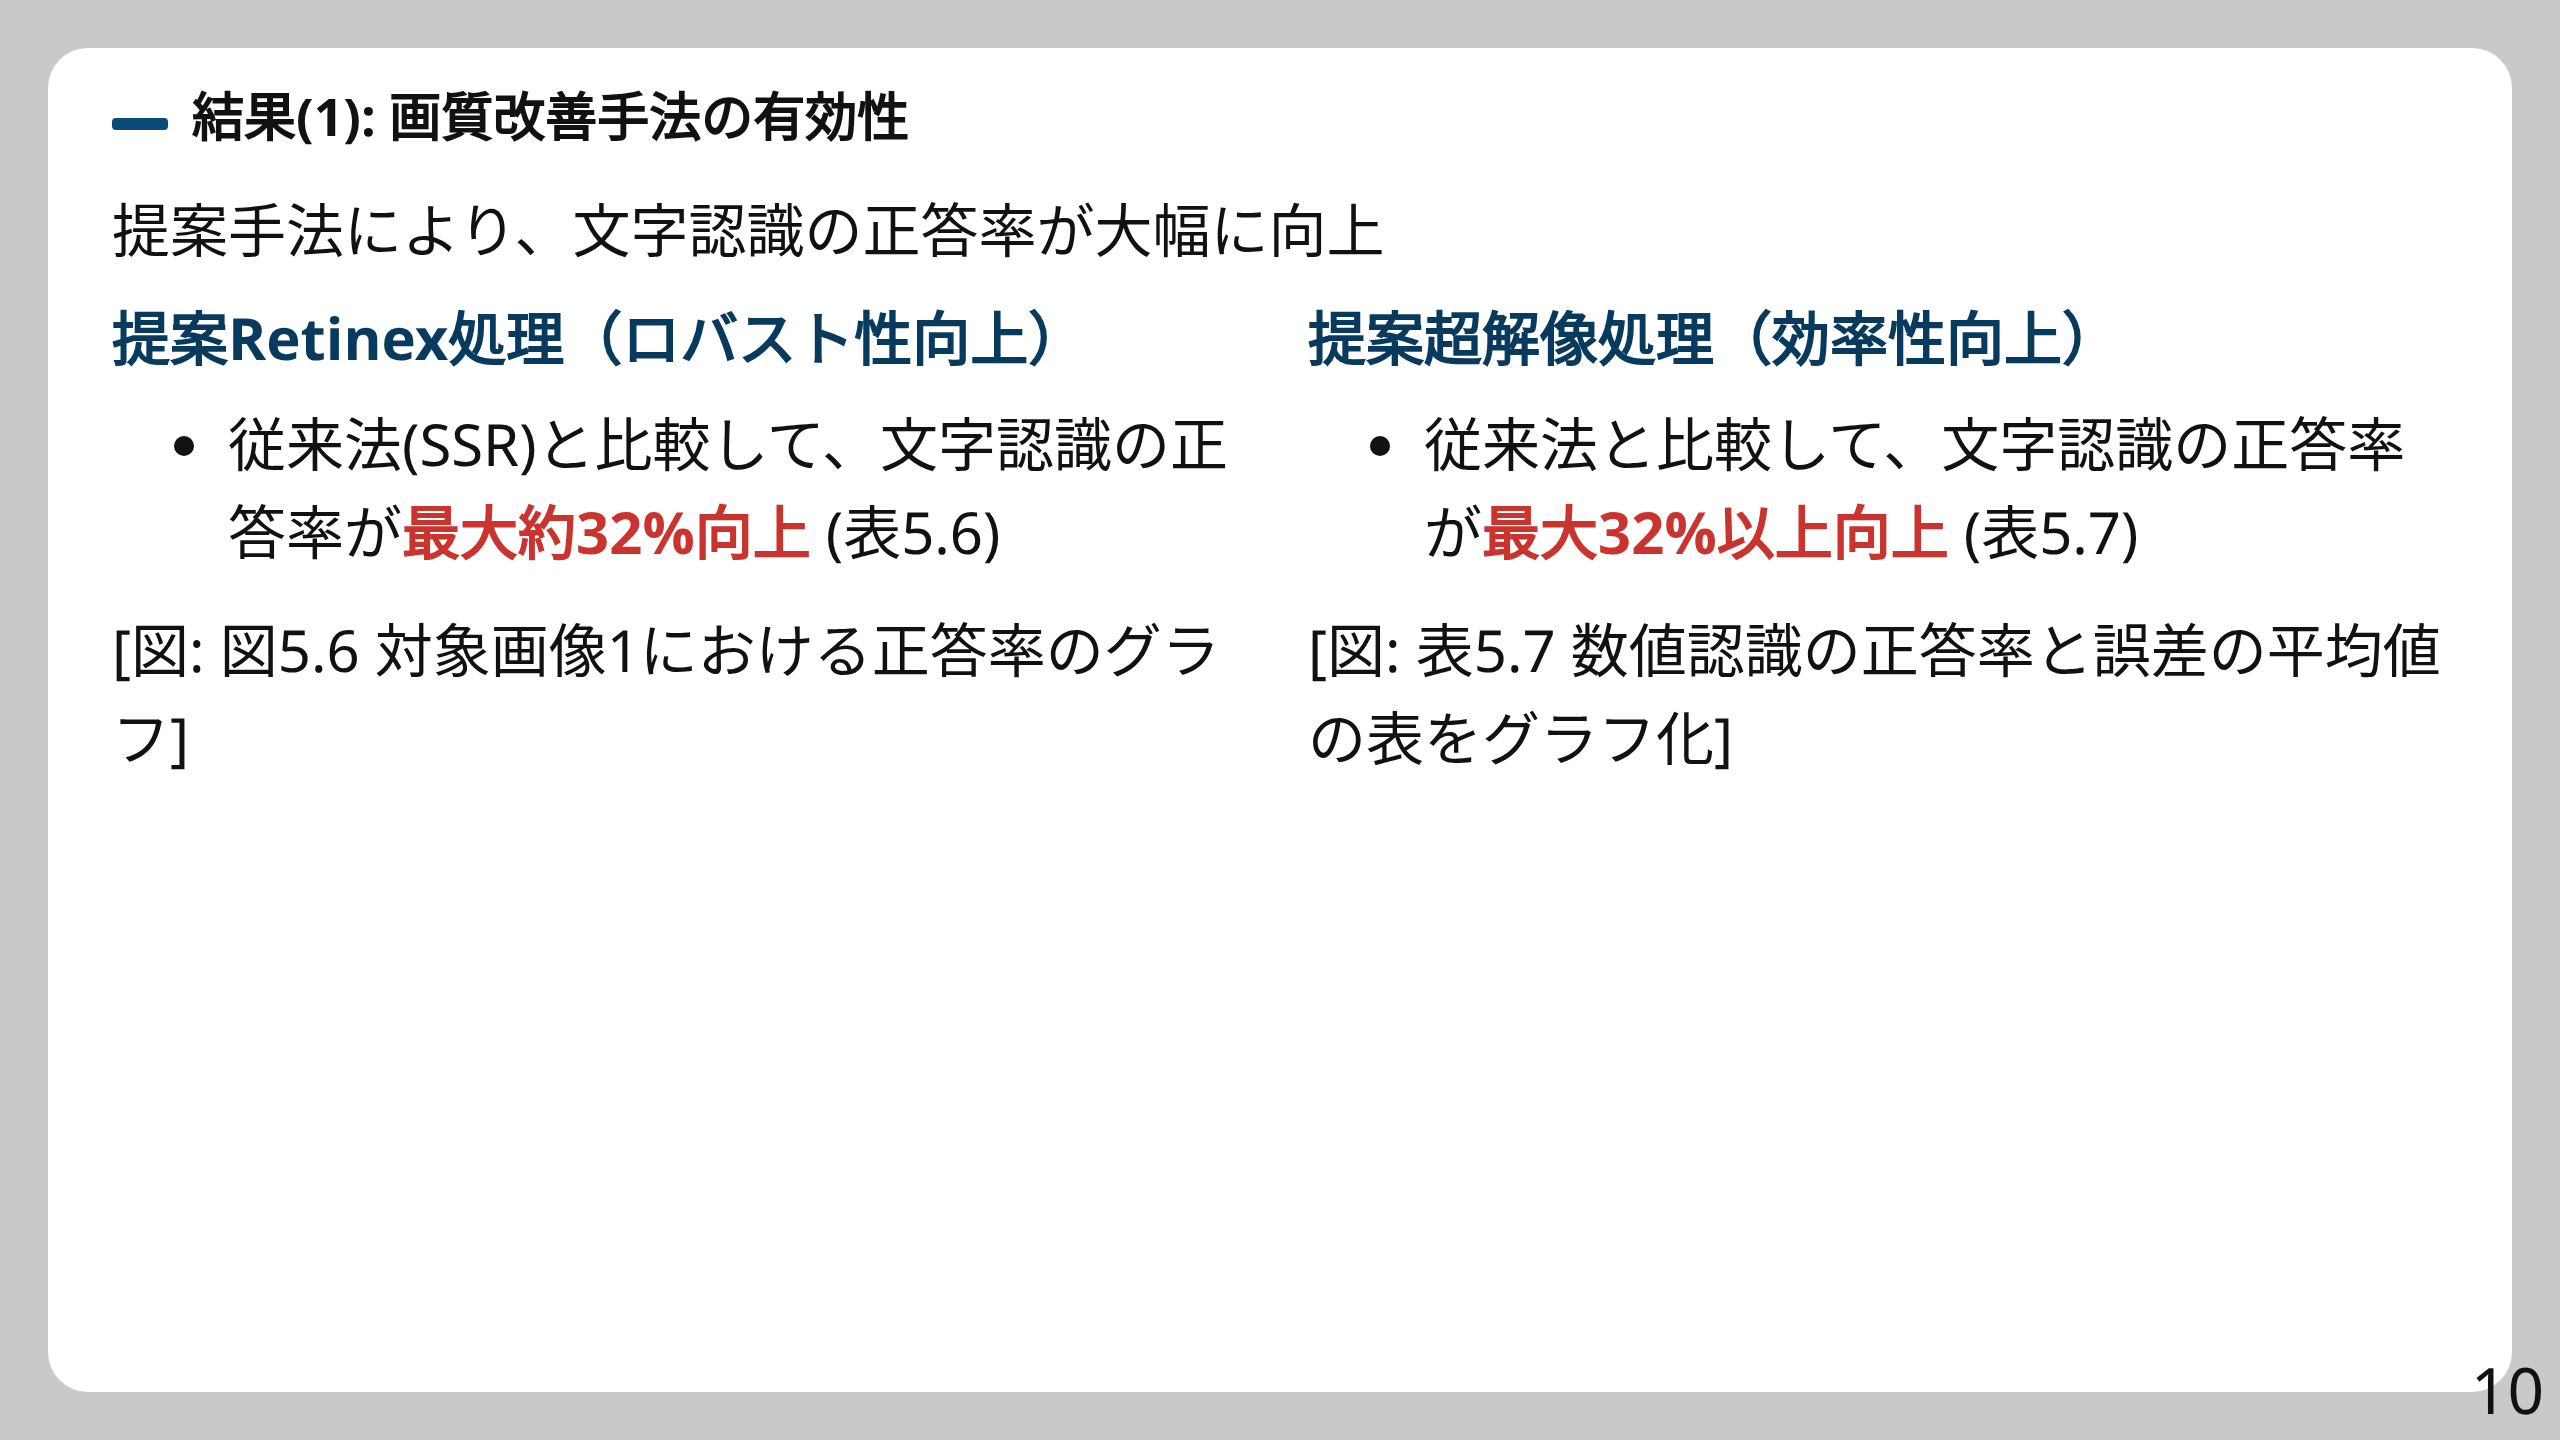 結果(1): 画質改善手法の有効性
提案手法により、文字認識の正答率が大幅に向上
提案Retinex処理（ロバスト性向上）
• 従来法(SSR)と比較して、文字認識の正
答率が最大約32%向上 (表5.6)
[図: 図5.6 対象画像1における正答率のグラ
フ]
提案超解像処理（効率性向上）
• 従来法と比較して、文字認識の正答率
が最大32%以上向上 (表5.7)
[図: 表5.7 数値認識の正答率と誤差の平均値
の表をグラフ化]
10